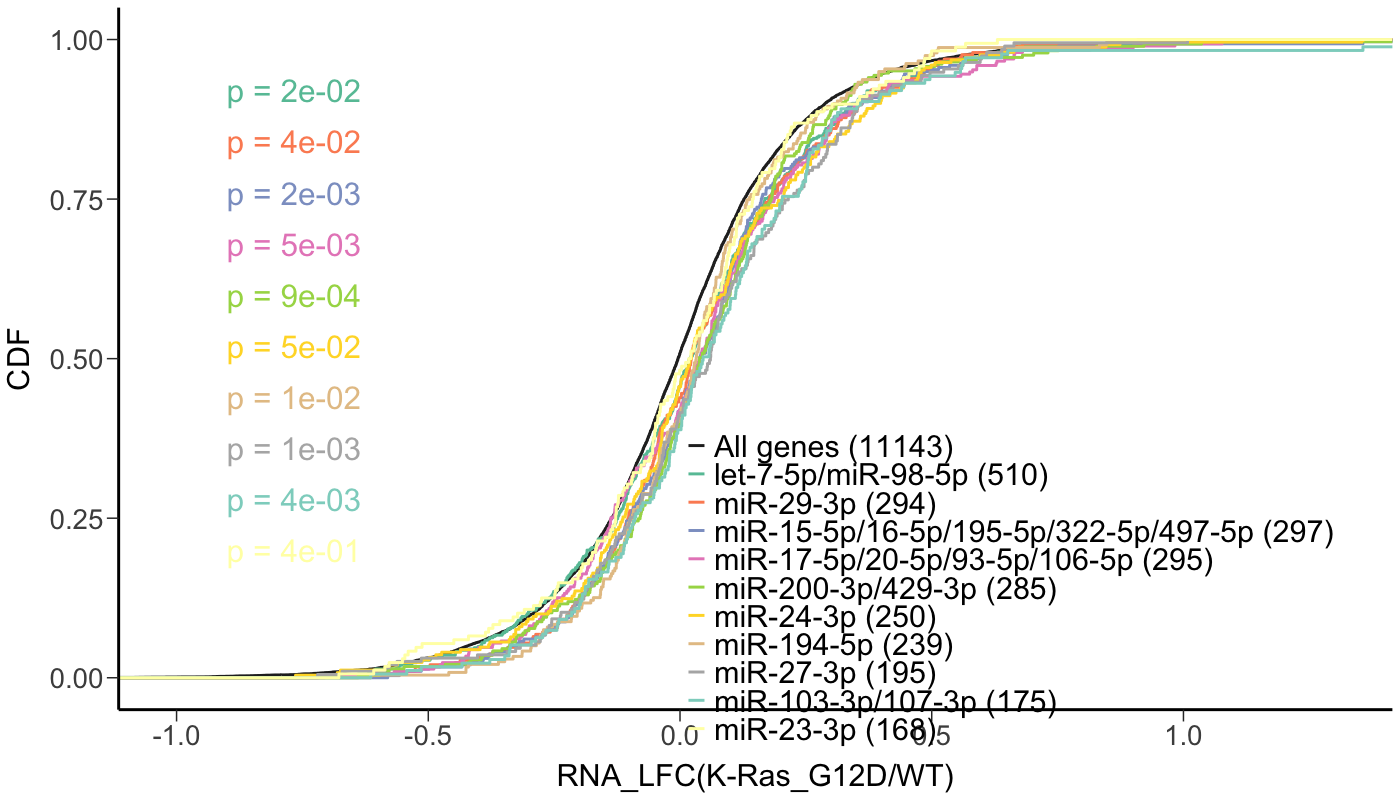 1.00
0.75
0.50
0.25
0.00
CDF
p = 2e-02
p = 4e-02
p = 2e-03
p = 5e-03
p = 9e-04
p = 5e-02
p = 1e-02
p = 1e-03
p = 4e-03
p = 4e-01
All genes (11143)
let-7-5p/miR-98-5p (510)
miR-29-3p (294)
miR-15-5p/16-5p/195-5p/322-5p/497-5p (297)
miR-17-5p/20-5p/93-5p/106-5p (295)
miR-200-3p/429-3p (285)
miR-24-3p (250)
miR-194-5p (239)
miR-27-3p (195)
miR-103-3p/107-3p (175)
miR-23-3p (168)
-1.0 -0.5 0.0 0.5 1.0
RNA_LFC(K-Ras_G12D/WT)